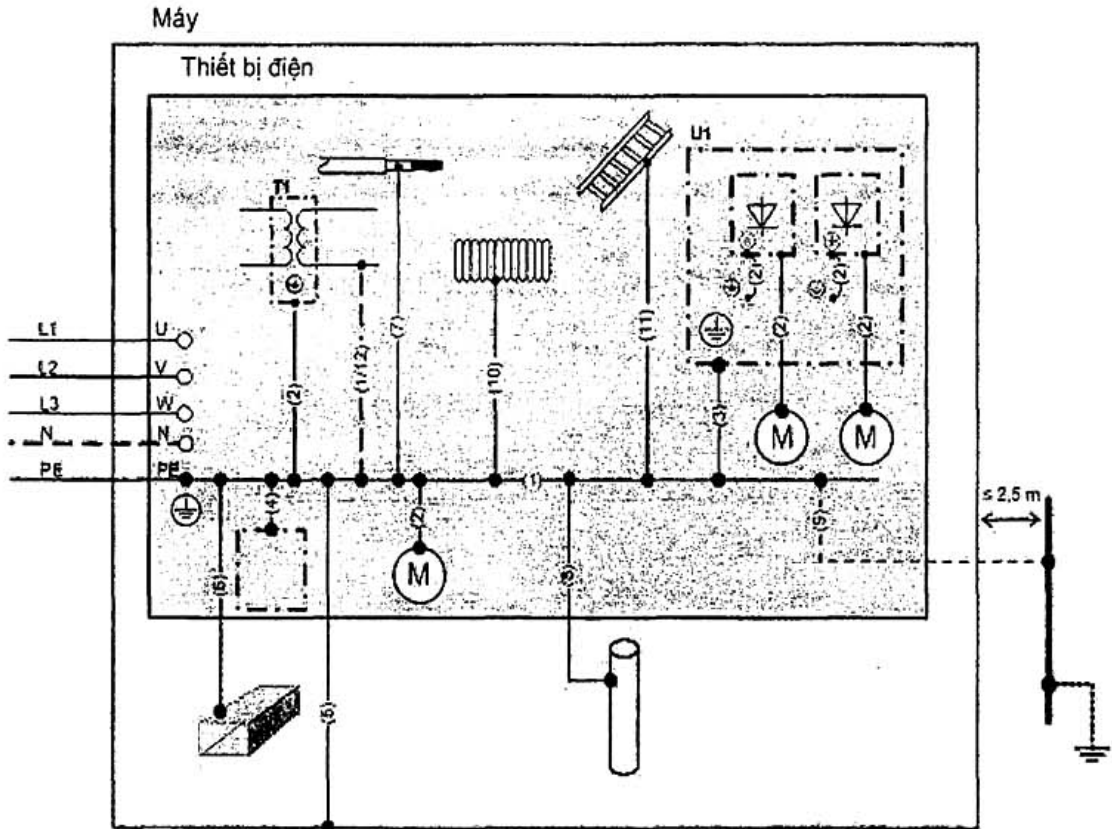 Máy
Thiết bị điện
U1
T1
(2) (2)
L1 U
L2 V
L3 W
N N
PE PE
(2)
(1/12)
(7)
(10)
(11)
(3)
(2) (2)
M M
(1)
(4)
(2)
(9)
≤ 2,5 m
M
(6)
(8)
(5)